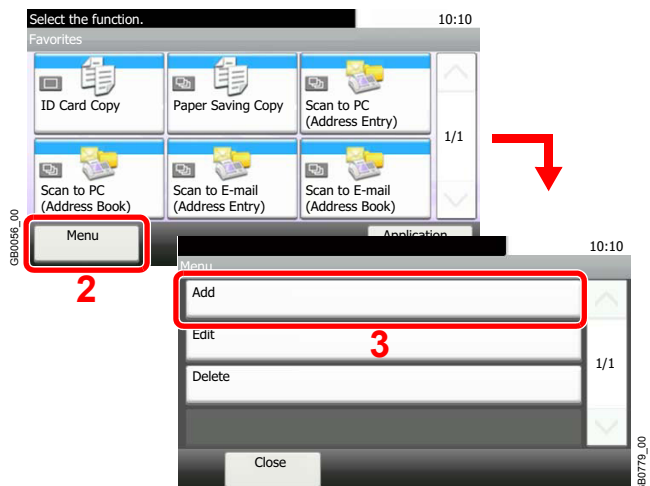 Select the function.
10:10
Favorites
ID Card Copy
Paper Saving Copy
Scan to PC
(Address Entry)
1/1
Scan to PC
(Address Book)
Scan to E-mail
(Address Entry)
Scan to E-mail
(Address Book)
Menu
Application
GB0056_00
2
10:10
Menu
Add
Edit
3
1/1
Delete
Close
GB0779_00